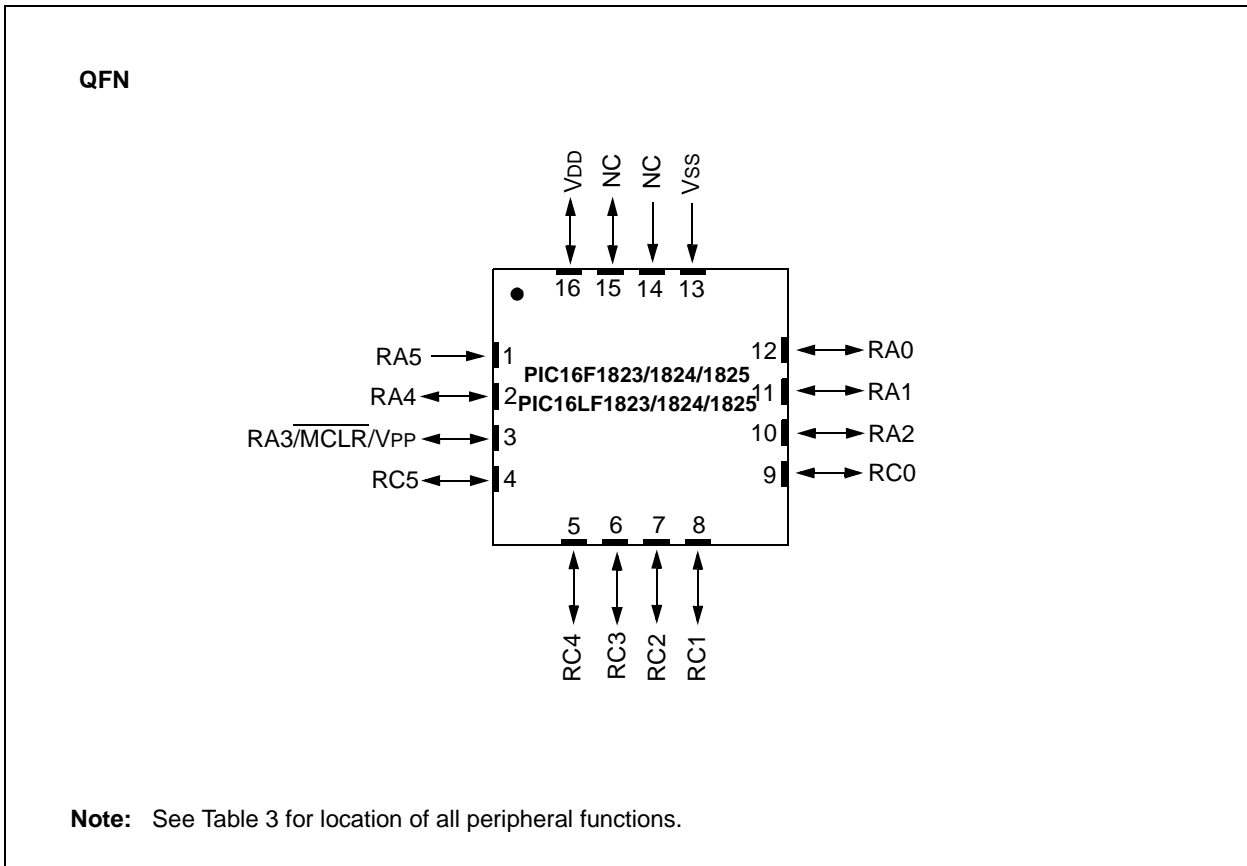 QFN
VDD
NC
NC
VSS
16
15
14
13
RA5
1
RA4
2
RA3/MCLR/VPP
3
RC5
4
PIC16F1823/1824/1825
PIC16LF1823/1824/1825
12
RA0
11
RA1
10
RA2
9
RC0
5
6
7
8
RC4
RC3
RC2
RC1
Note: See Table 3 for location of all peripheral functions.